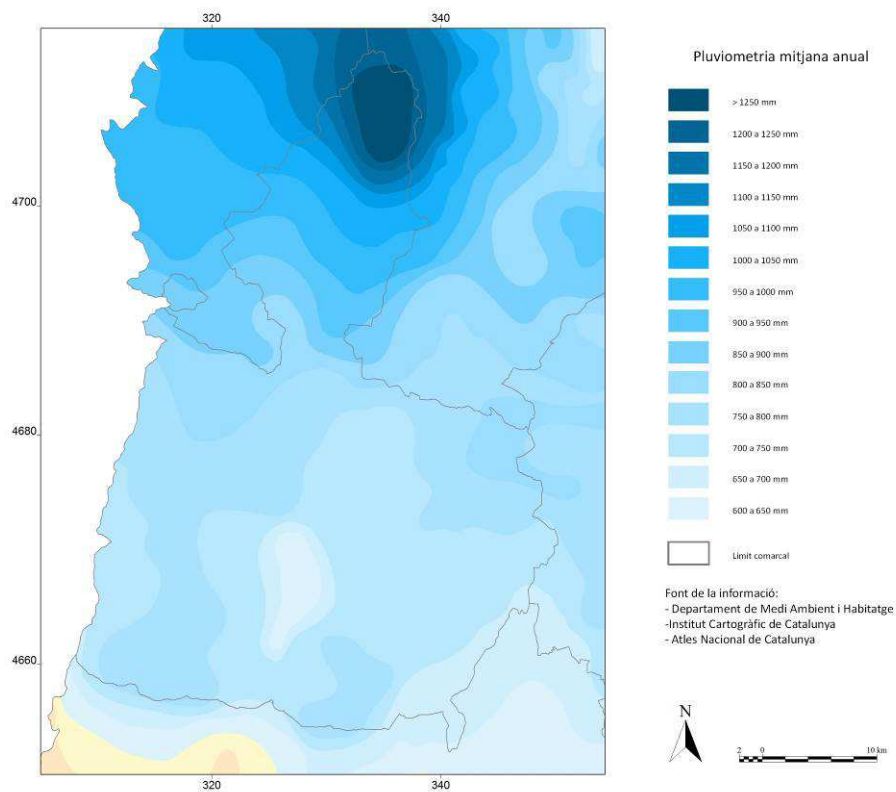 320
340
4700
4680
4660
320
340
Pluviometria mitjana anual
> 1250 mm
1200 a 1250 mm
1150 a 1200 mm
1100 a 1150 mm
1050 a 1100 mm
1000 a 1050 mm
950 a 1000 mm
900 a 950 mm
850 a 900 mm
800 a 850 mm
750 a 800 mm
700 a 750 mm
650 a 700 mm
600 a 650 mm
Límit comarcal
Font de la informació:
- Departament de Medi Ambient i Habitatge
-Institut Cartogràfic de Catalunya
- Atles Nacional de Catalunya
N
2 0 10 km